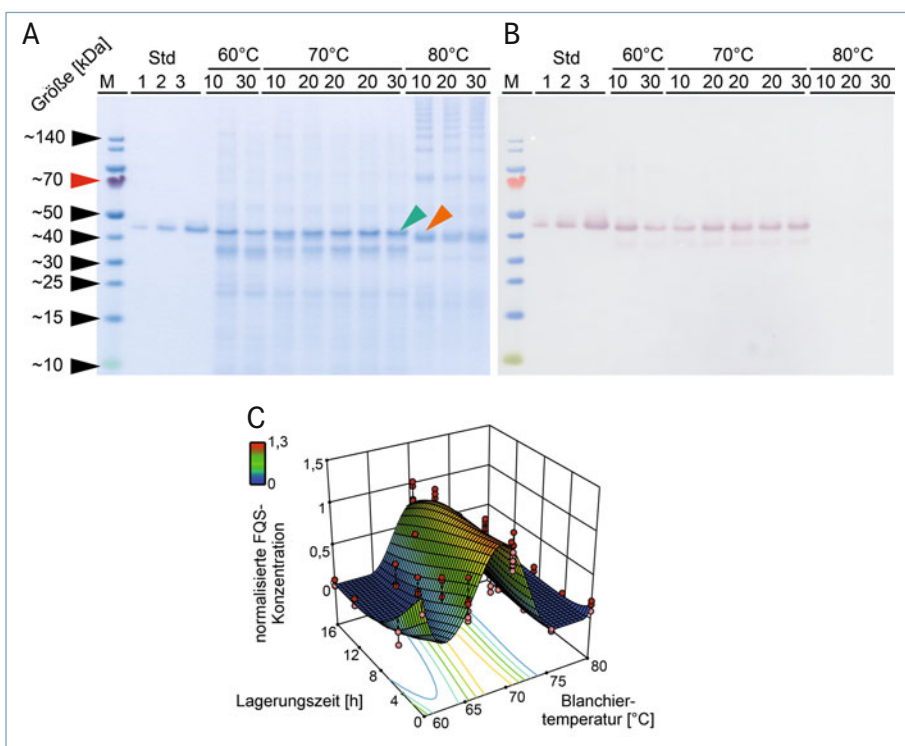 A
Größe [kDa]
M
Std
60°C
70°C
80°C
1 2 3 10 30 10 20 20 20 30 10 20 30
~140
~70
~50
~40
~30
~25
~15
~10
B
Std
60°C
70°C
80°C
M 1 2 3 10 30 10 20 20 20 30 10 20 30
C
1,3
0
normalisierte FQS-
Konzentration
1,5
1
0,5
0
16
12
8
4
0
Lagerungszeit [h]
60
65
70
75
80
Blanchier-
temperatur [°C]